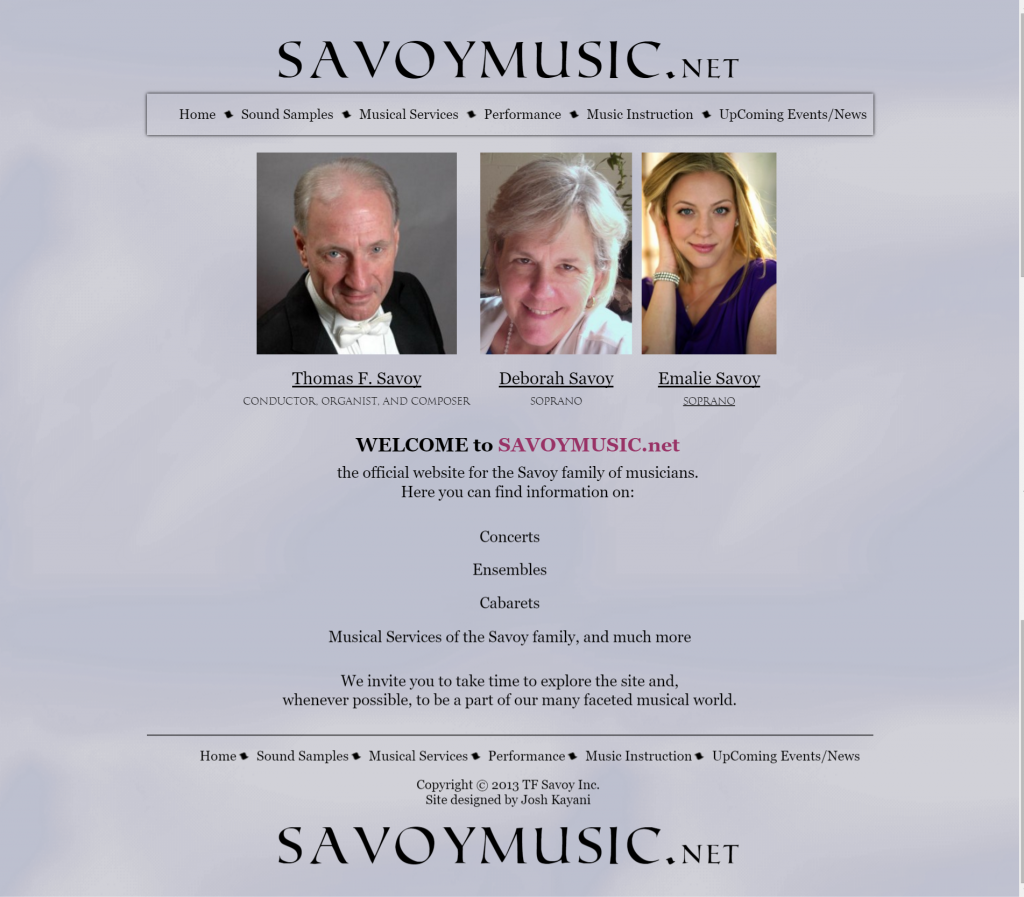 SAVOYMUSIC.NET
Home Sound Samples Musical Services Performance Music Instruction UpComing Events/News
Thomas F. Savoy Deborah Savoy Emalie Savoy
CONDUCTOR, ORGANIST, AND COMPOSER SOPRANO SOPRANO
WELCOME to SAVOYMUSIC.net
the official website for the Savoy family of musicians.
Here you can find information on:
Concerts
Ensembles
Cabarets
Musical Services of the Savoy family, and much more
We invite you to take time to explore the site and,
whenever possible, to be a part of our many faceted musical world.
Home Sound Samples Musical Services Performance Music Instruction UpComing Events/News
Copyright © 2013 TF Savoy Inc.
Site designed by Josh Kayani
SAVOYMUSIC.NET